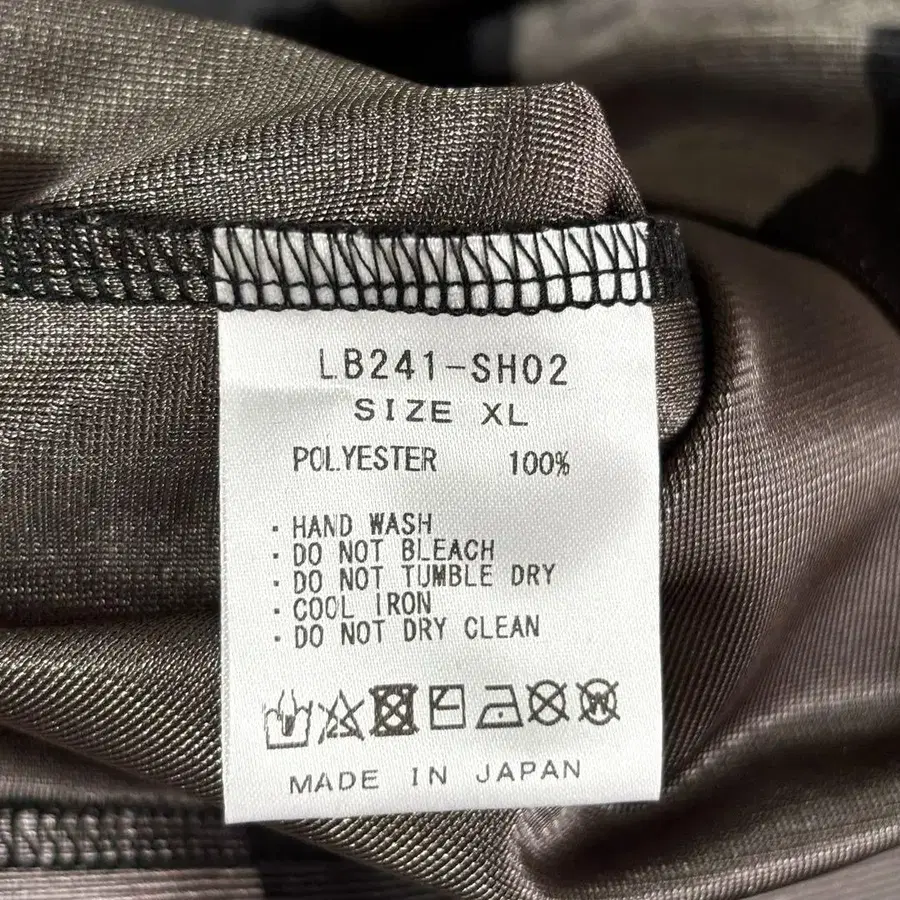 LB241-SH02
SIZE XL
POLYESTER 100%
・HAND WASH
・DO NOT BLEACH
・DO NOT TUMBLE DRY
・COOL IRON
・DO NOT DRY CLEAN
W
MADE IN JAPAN